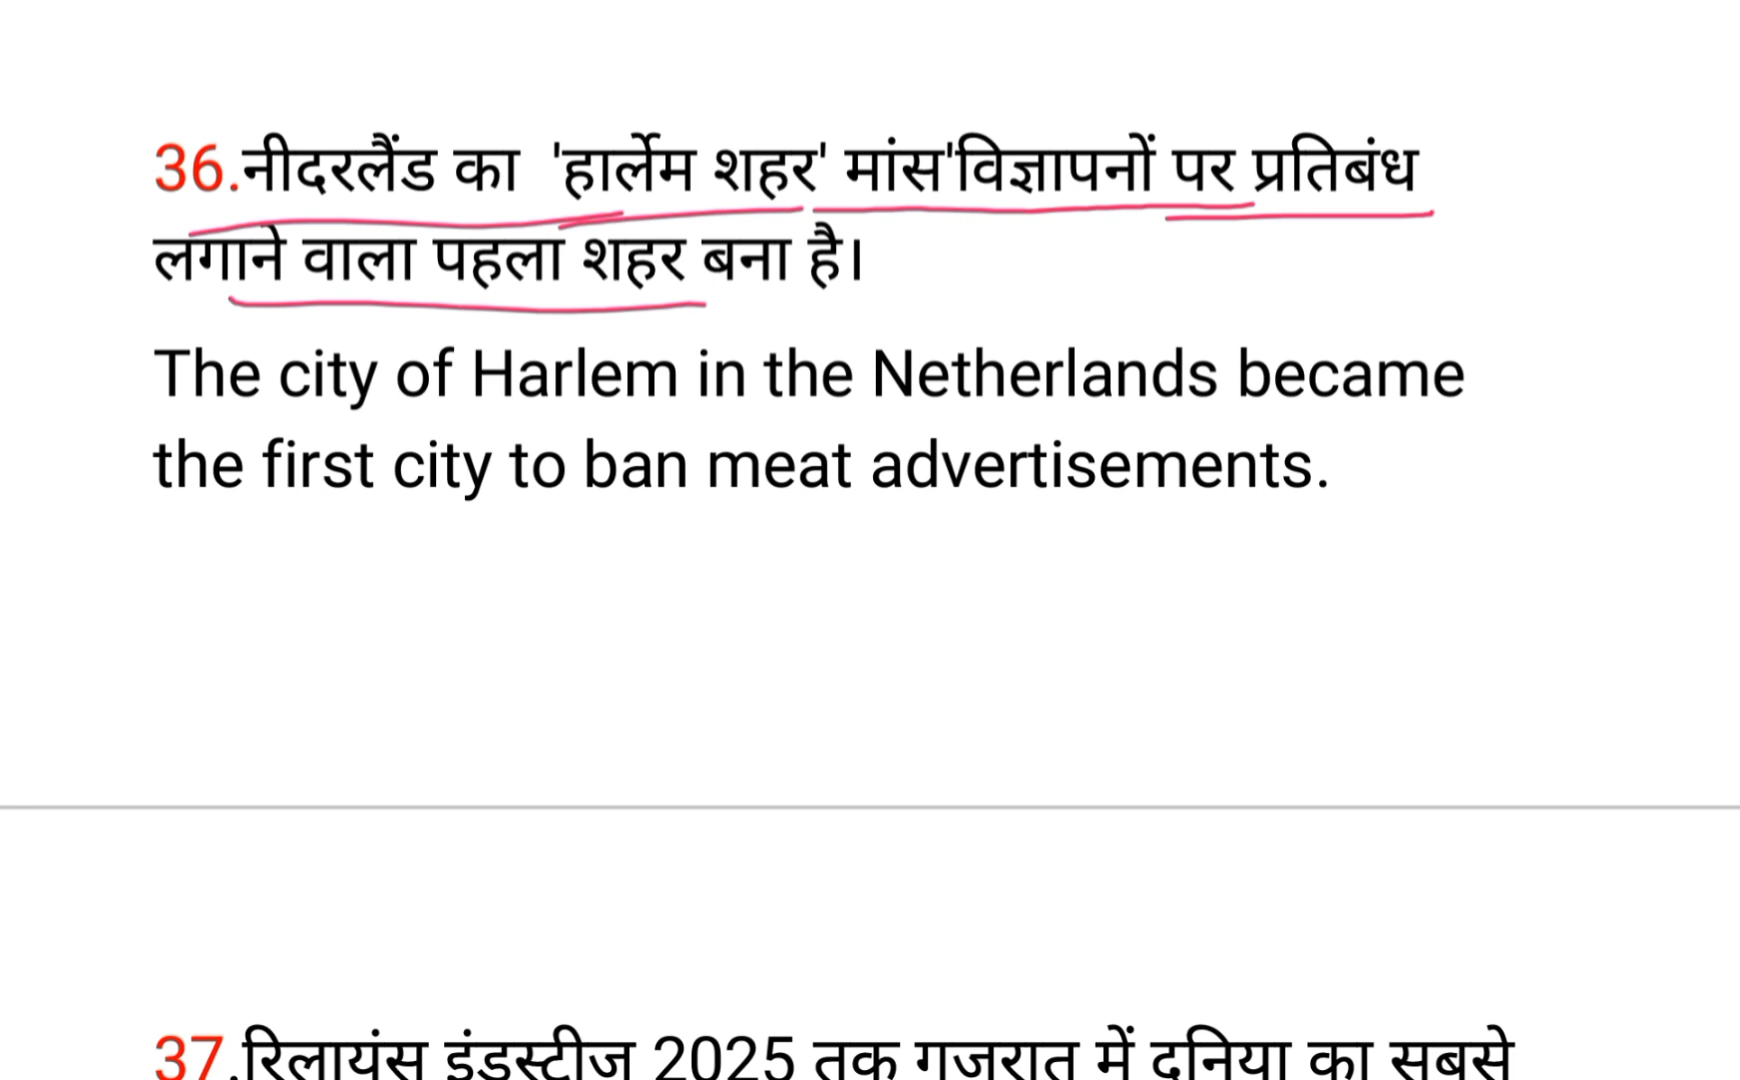 36.नीदरलैंड का 'हार्लेम शहर' मांस'विज्ञापनों पर प्रतिबंध
लगाने वाला पहला शहर बना है।
The city of Harlem in the Netherlands became
the first city to ban meat advertisements.
37.रिलायंस इंडस्ट्रीज 2025 तक गुजरात में दुनिया का सबसे